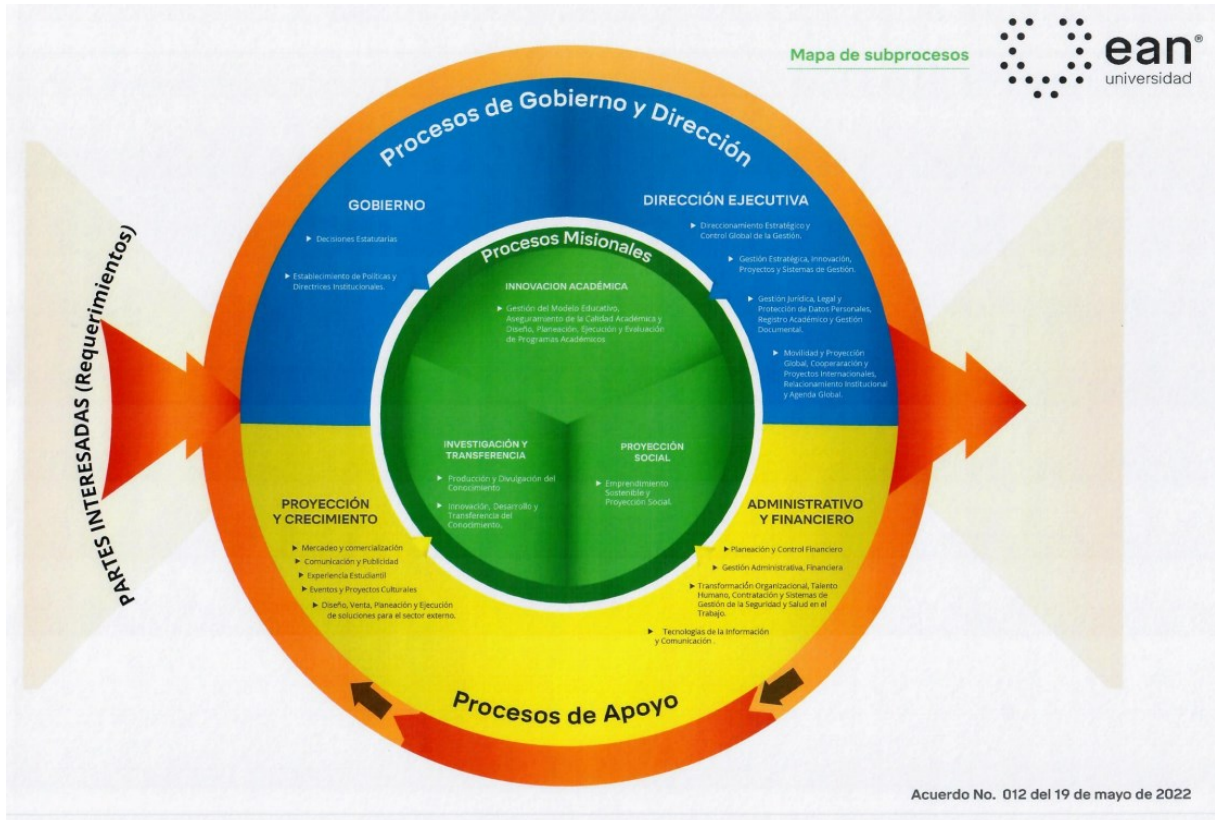 Mapa de subprocesos
ean®
universidad
Procesos de Gobierno y Dirección
GOBIERNO
▶ Decisiones Estatutarias
▶ Establecimiento de Políticas y
Directrices Institucionales.
DIRECCIÓN EJECUTIVA
▶ Direccionamiento Estratégico y
Control Global de la Gestión.
▶ Gestión Estratégica, Innovación,
Proyectos y Sistemas de Gestión.
▶ Gestión Jurídica, Legal y
Protección de Datos Personales,
Registro Académico y Gestión
Documental.
▶ Movilidad y Proyección
Global, Cooperaración y
Proyectos Internacionales,
Relacionamiento Institucional
y Agenda Global.
Procesos Misionales
INNOVACION ACADÉMICA
▶ Gestión del Modelo Educativo,
Aseguramiento de la Calidad Académica y
Diseño, Planeación, Ejecución y Evaluación
de Programas Académicos
INVESTIGACIÓN Y
TRANSFERENCIA
▶ Producción y Divulgación del
Conocimiento
▶ Innovación, Desarrollo y
Transferencia del
Conocimiento.
PROYECCIÓN
SOCIAL
▶ Emprendimiento
Sostenible y
Proyección Social.
PARTES INTERESADAS (Requerimientos)
PROYECCIÓN
Y CRECIMIENTO
▶ Mercadeo y comercialización
▶ Comunicación y Publicidad
▶ Experiencia Estudiantil
▶ Eventos y Proyectos Culturales
▶ Diseño, Venta, Planeación y Ejecución
de soluciones para el sector externo.
ADMINISTRATIVO
Y FINANCIERO
▶ Planeación y Control Financiero
▶ Gestión Administrativa, Financiera
▶ Transformación Organizacional, Talento
Humano, Contratación y Sistemas de
Gestión de la Seguridad y Salud en el
Trabajo.
▶ Tecnologías de la Información
y Comunicación .
Procesos de Apoyo
Acuerdo No. 012 del 19 de mayo de 2022